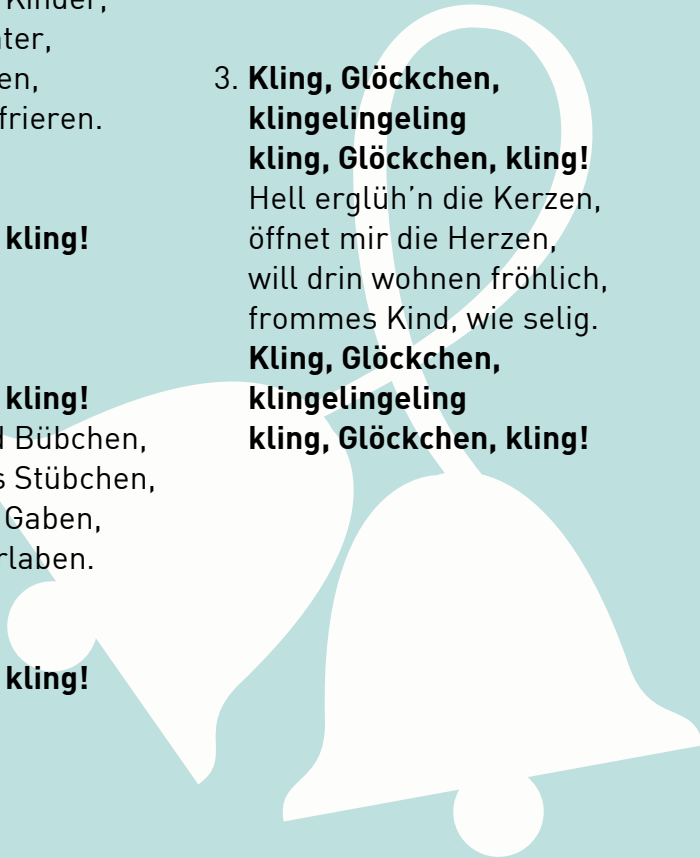 Kinder,
ter,
en,
frieren.
kling!
kling!
Bübchen,
s Stübchen,
Gaben,
rlaben.
kling!
3. Kling, Glöckchen,
klingelingeling
kling, Glöckchen, kling!
Hell erglüh’n die Kerzen,
öffnet mir die Herzen,
will drin wohnen fröhlich,
frommes Kind, wie selig.
Kling, Glöckchen,
klingelingeling
kling, Glöckchen, kling!